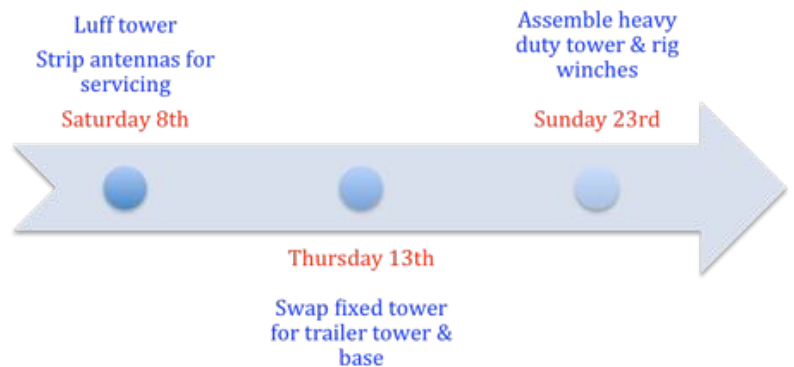 Luff tower
Strip antennas for
servicing
Saturday 8th
Thursday 13th
Swap fixed tower
for trailer tower &
base
Assemble heavy
duty tower & rig
winches
Sunday 23rd